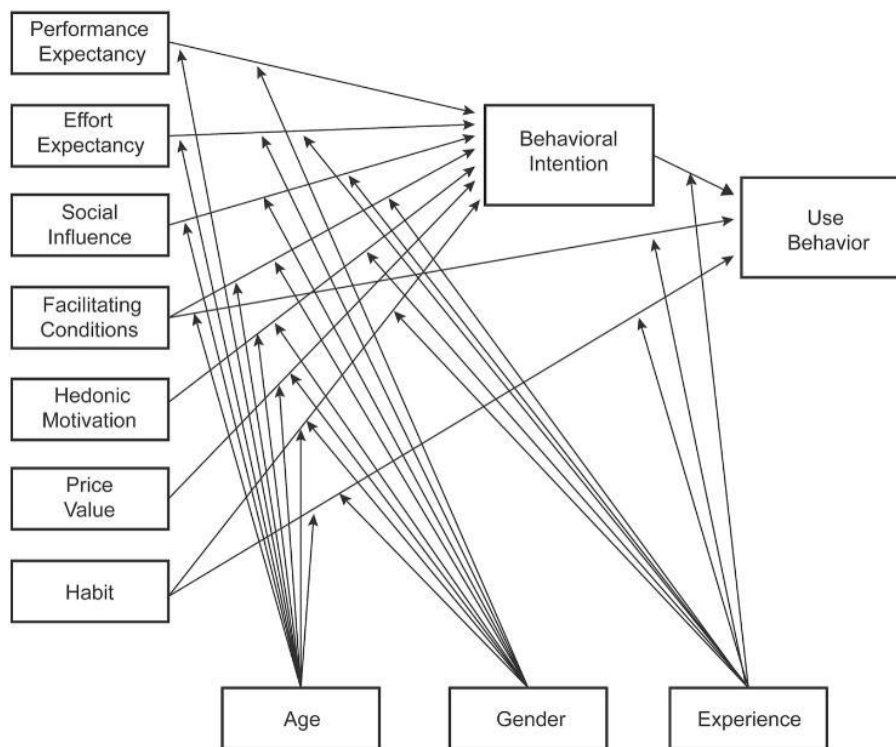 Performance
Expectancy
Effort
Expectancy
Social
Influence
Facilitating
Conditions
Hedonic
Motivation
Price
Value
Habit
Behavioral
Intention
Use
Behavior
Age
Gender
Experience